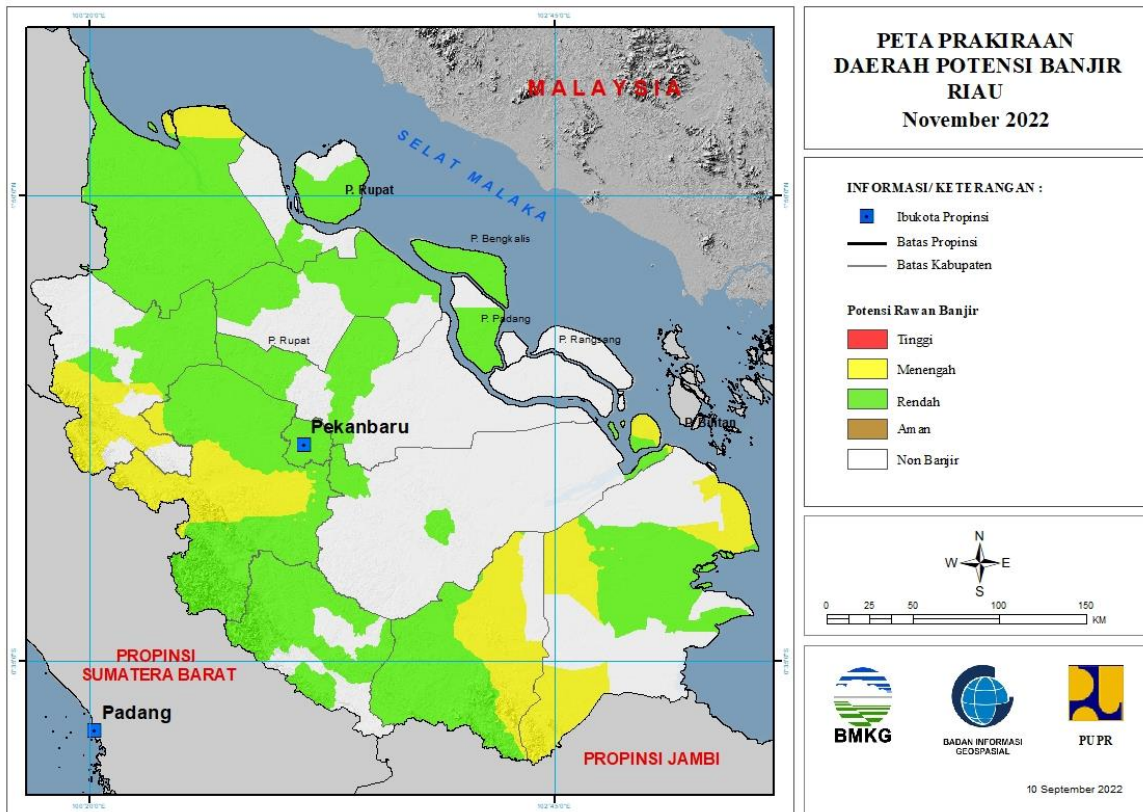 PETA PRAKIRAAN
DAERAH POTENSI BANJIR
RIAU
November 2022
INFORMASI/ KETERANGAN :
Ibukota Propinsi
Batas Propinsi
Batas Kabupaten
Potensi Rawan Banjir
Tinggi
Menengah
Rendah
Aman
Non Banjir
N
W E
S
0 25 50 100 150
KM
BMKG
BADAN INFORMASI
GEOSPASIAL
PUPR
10 September 2022
MALAYSIA
SELAT MALAKA
P. Rupat
P. Bengkalis
P. Padang
P. Rangsang
P. Rupat
Pekanbaru
PROPINSI
SUMATERA BARAT
Padang
PROPINSI JAMBI